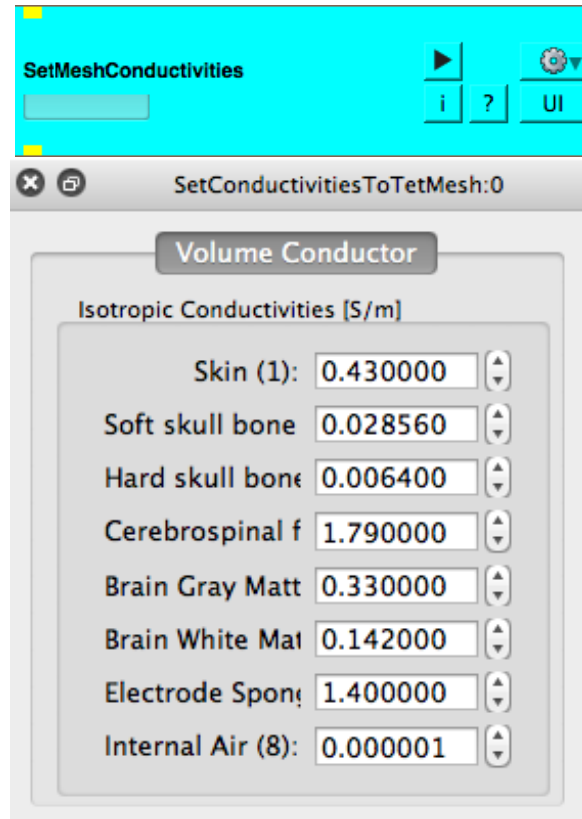 SetMeshConductivities
i ? UI
SetConductivitiesToTetMesh:0
Volume Conductor
Isotropic Conductivities [S/m]
Skin (1): 0.430000
Soft skull bone 0.028560
Hard skull bone 0.006400
Cerebrospinal f 1.790000
Brain Gray Matt 0.330000
Brain White Mat 0.142000
Electrode Spong 1.400000
Internal Air (8): 0.000001